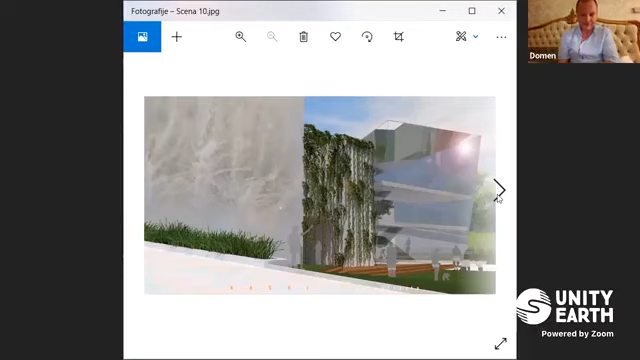 Fotografije – Scena 10.jpg
Domen
UNITY
EARTH
Powered by Zoom